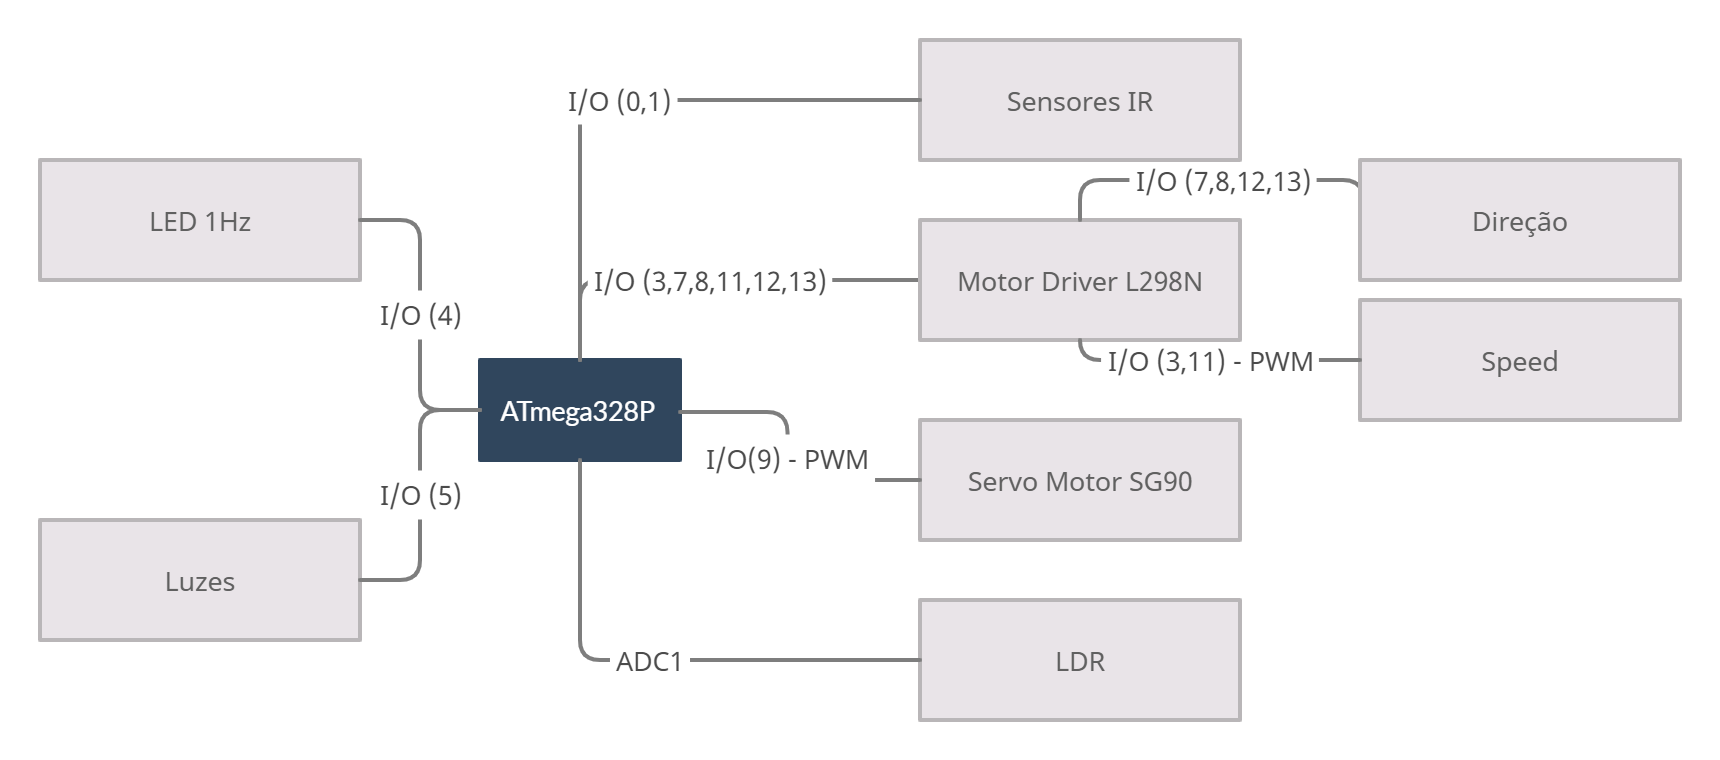 I/O (0,1)
Sensores IR
I/O (7,8,12,13)
LED 1Hz
Direção
I/O (3,7,8,11,12,13)
Motor Driver L298N
I/O (4)
I/O (3,11) - PWM
Speed
ATmega328P
I/O(9) - PWM
Servo Motor SG90
I/O (5)
Luzes
ADC1
LDR